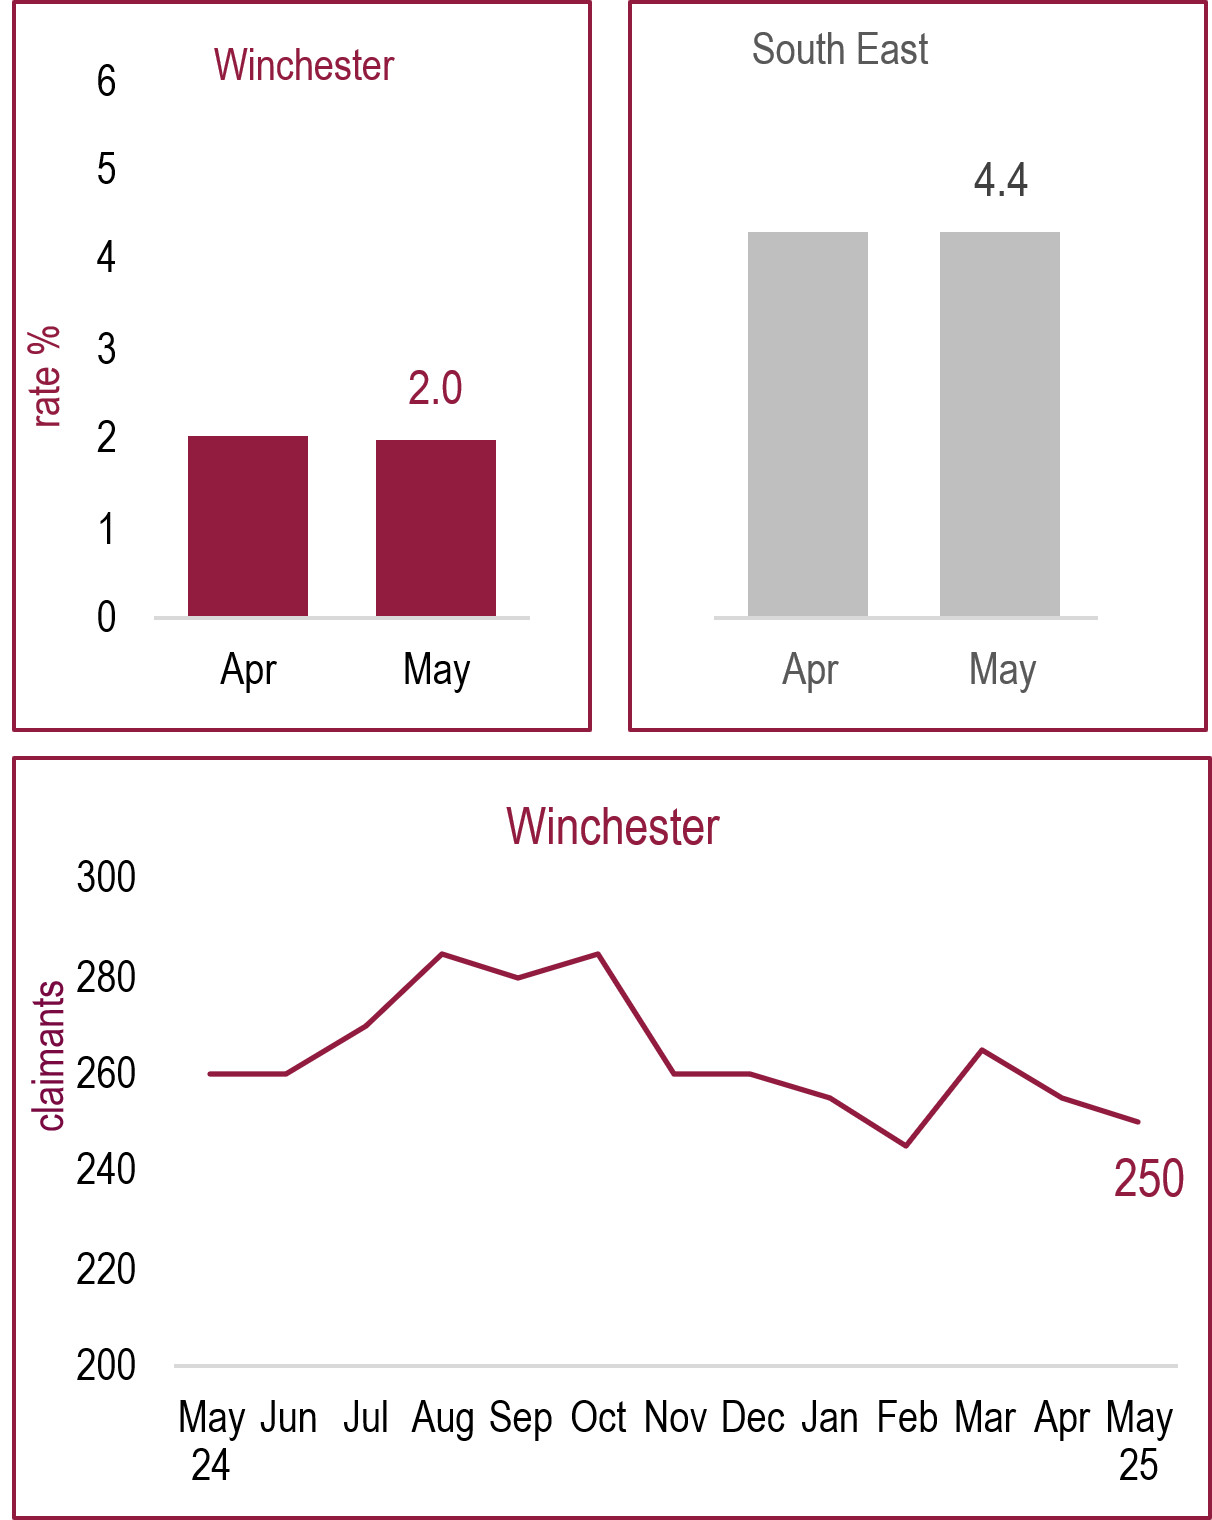 Winchester
6
5
4
3
2
1
0
rate %
2.0
Apr May
South East
4.4
Apr May
Winchester
300
280
260
240
220
200
claimants
250
May Jun Jul Aug Sep Oct Nov Dec Jan Feb Mar Apr May
24 25